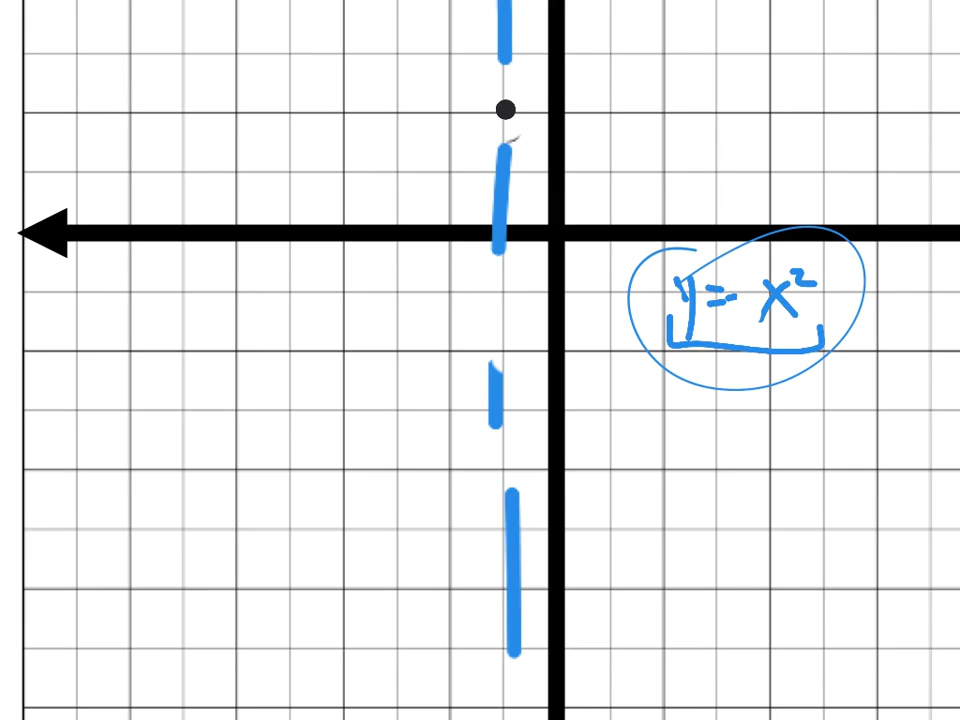 y = x²